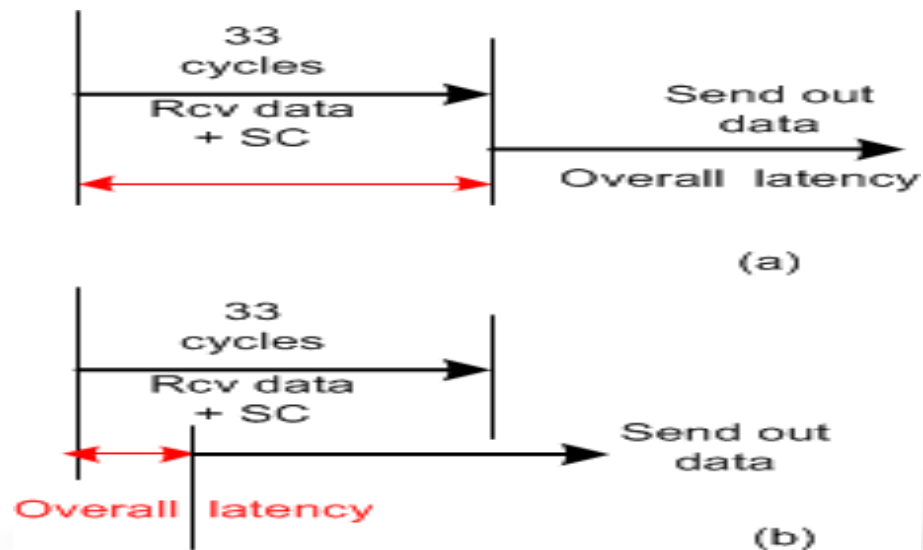 33
cycles
Rcv data
+ SC
Send out
data
Overall latency
(a)
33
cycles
Rcv data
+ SC
Send out
data
Overall latency
(b)